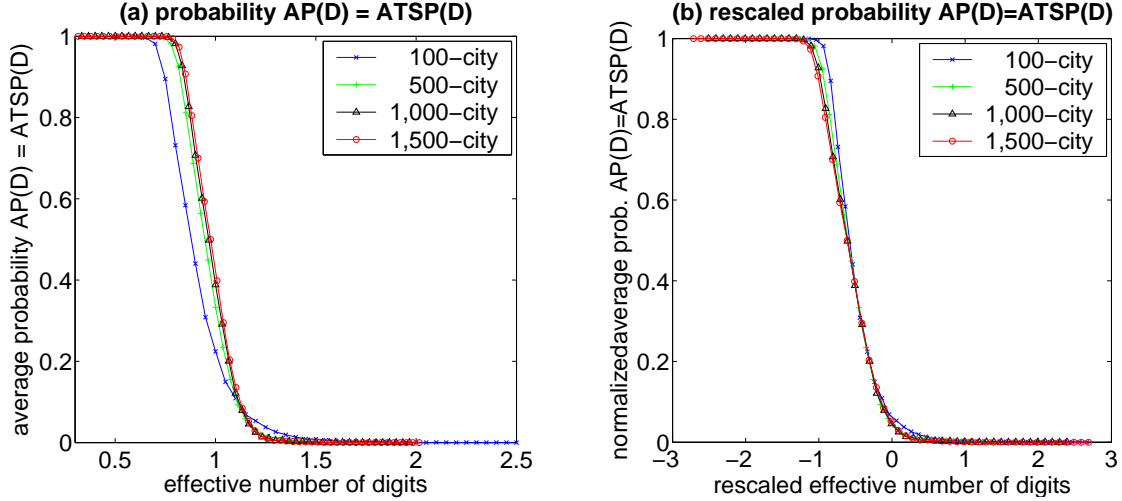 (a) probability AP(D) = ATSP(D)
average probability AP(D) = ATSP(D)
1
0.8
0.6
0.4
0.2
0
0.5
1
1.5
2
2.5
effective number of digits
100−city
500−city
1,000−city
1,500−city
(b) rescaled probability AP(D)=ATSP(D)
normalizedaverage prob. AP(D)=ATSP(D)
1
0.8
0.6
0.4
0.2
0
−3
−2
−1
0
1
2
3
rescaled effective number of digits
100−city
500−city
1,000−city
1,500−city